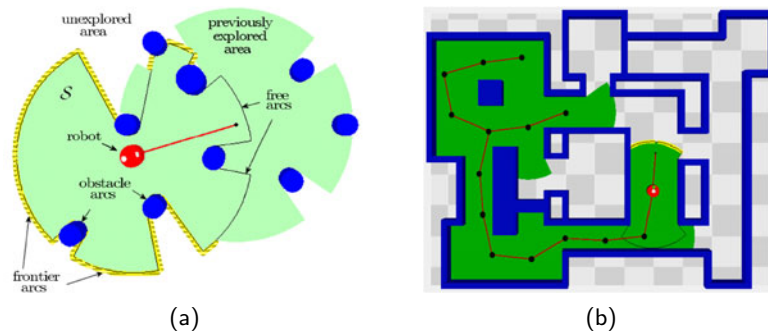 unexplored
area
previously
explored
area
S
free
arcs
robot
obstacle
arcs
frontier
arcs
(a)
(b)